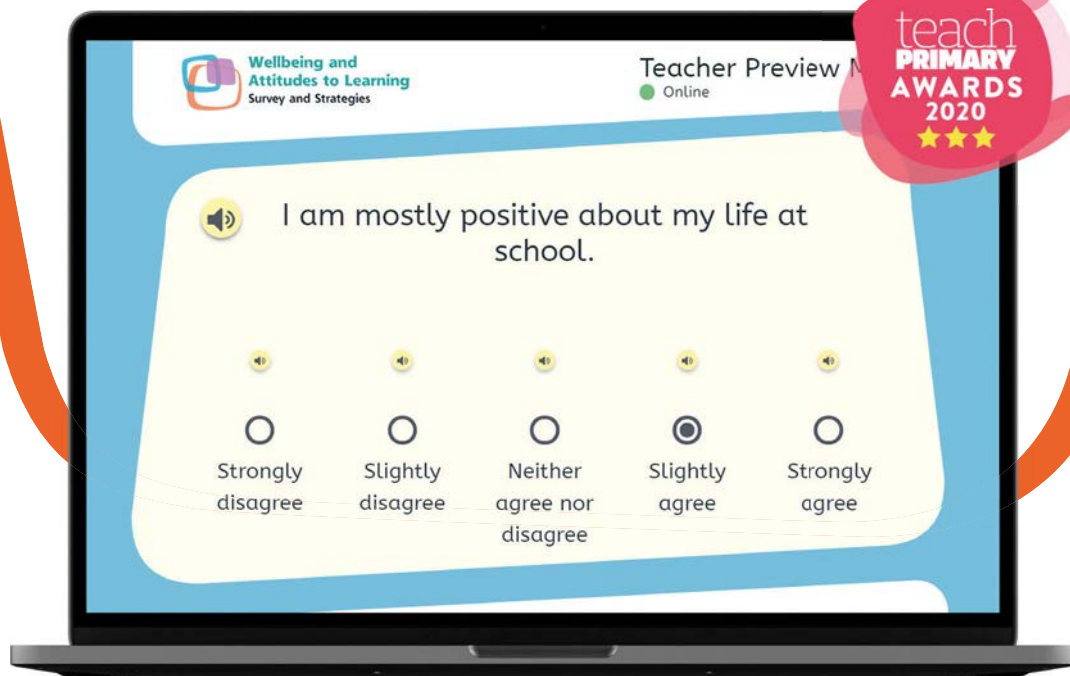 Wellbeing and
Attitudes to Learning
Survey and Strategies
Teacher Preview
Online
teach
PRIMARY
AWARDS
2020
I am mostly positive about my life at
school.
Strongly
disagree
Slightly
disagree
Neither
agree nor
disagree
Slightly
agree
Strongly
agree